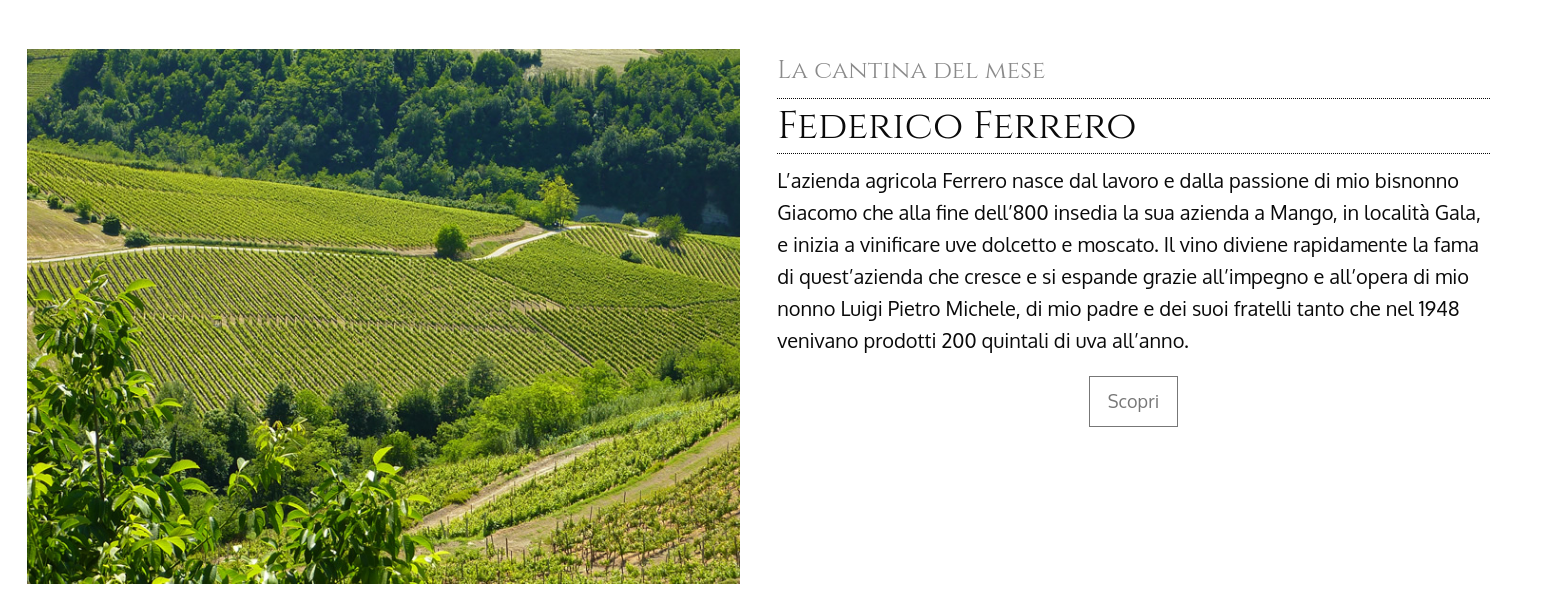 La cantina del mese
Federico Ferrero
L’azienda agricola Ferrero nasce dal lavoro e dalla passione di mio bisnonno
Giacomo che alla fine dell’800 insedia la sua azienda a Mango, in località Gala,
e inizia a vinificare uve dolcetto e moscato. Il vino diviene rapidamente la fama
di quest’azienda che cresce e si espande grazie all’impegno e all’opera di mio
nonno Luigi Pietro Michele, di mio padre e dei suoi fratelli tanto che nel 1948
venivano prodotti 200 quintali di uva all’anno.
Scopri